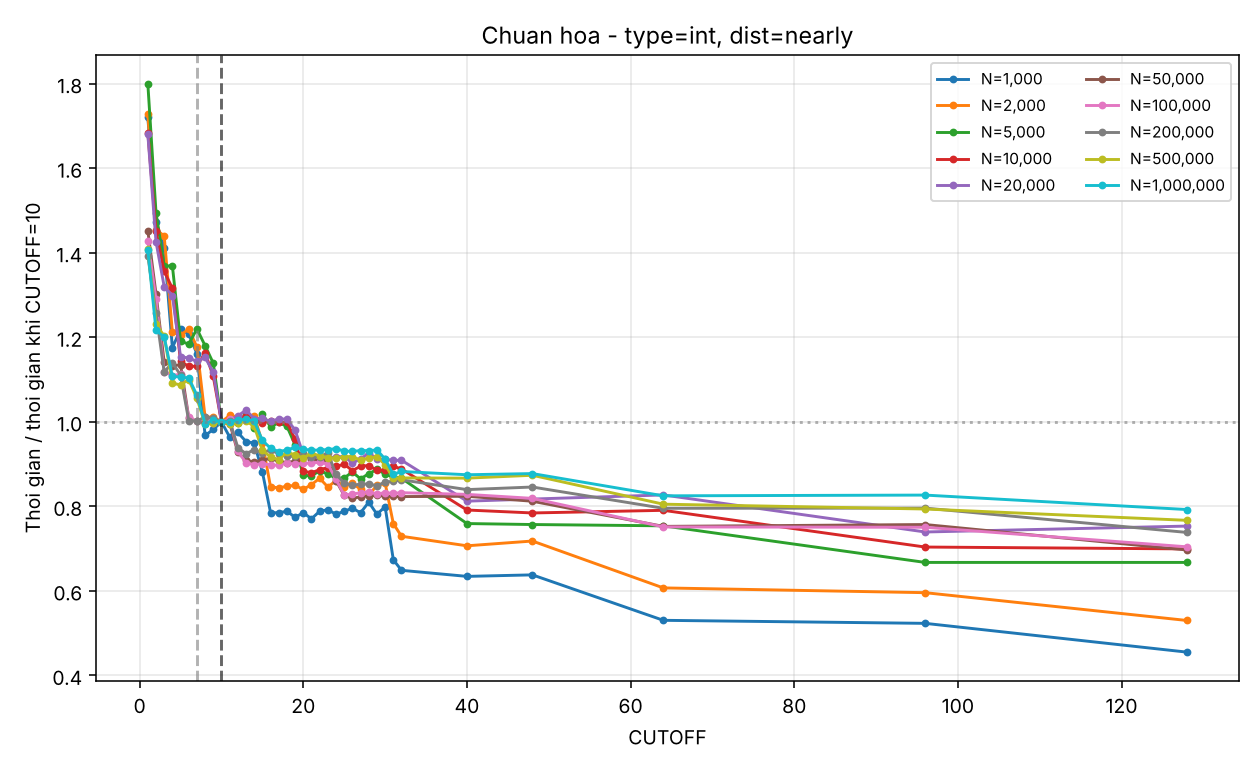 Chuan hoa - type=int, dist=nearly
Thoi gian / thoi gian khi CUTOFF=10
1.8
1.6
1.4
1.2
1.0
0.8
0.6
0.4
N=1,000
N=2,000
N=5,000
N=10,000
N=20,000
N=50,000
N=100,000
N=200,000
N=500,000
N=1,000,000
0 20 40 60 80 100 120
CUTOFF